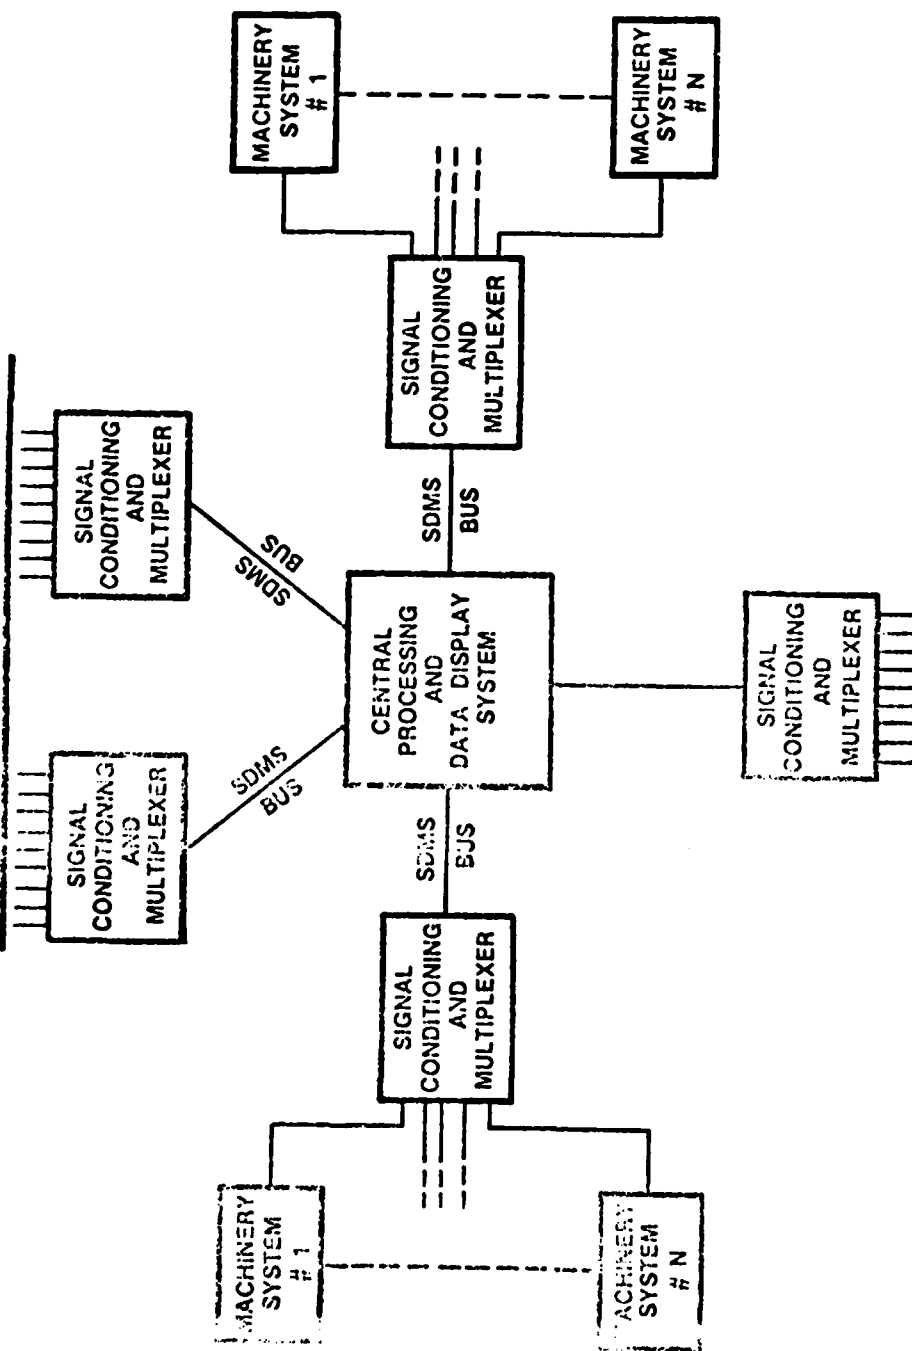 SIGNAL
CONDITIONING
AND
MULTIPLEXER
SIGNAL
CONDITIONING
AND
MULTIPLEXER
SDMS
BUS
SDMS
BUS
MACHINERY
SYSTEM
# 1
SIGNAL
CONDITIONING
AND
MULTIPLEXER
SDMS
BUS
CENTRAL
PROCESSING
AND
DATA DISPLAY
SYSTEM
SDMS
BUS
SIGNAL
CONDITIONING
AND
MULTIPLEXER
MACHINERY
SYSTEM
# 1
ACHINERY
SYSTEM
# N
MACHINERY
SYSTEM
# N
SIGNAL
CONDITIONING
AND
MULTIPLEXER